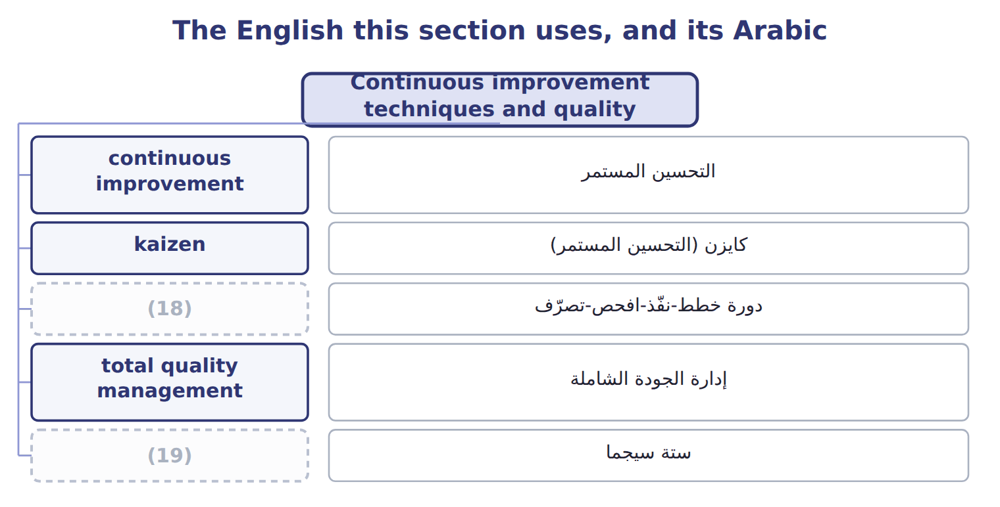 The English this section uses, and its Arabic
Continuous improvement
techniques and quality
continuous
improvement
التحسين المستمر
kaizen
كايزن (التحسين المستمر)
(18)
دورة خطط-نفّذ-افحص-تصرّف
total quality
management
إدارة الجودة الشاملة
(19)
ستة سيجما